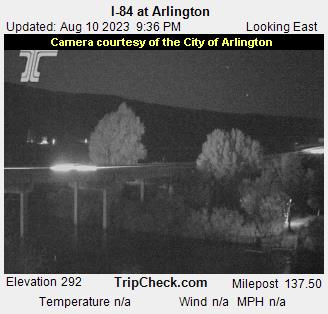 I-84 at Arlington
Updated: Aug 10 2023 9:36 PM Looking East
Camera courtesy of the City of Arlington
Elevation 292 TripCheck.com Milepost 137.50
Temperature n/a Wind n/a MPH n/a